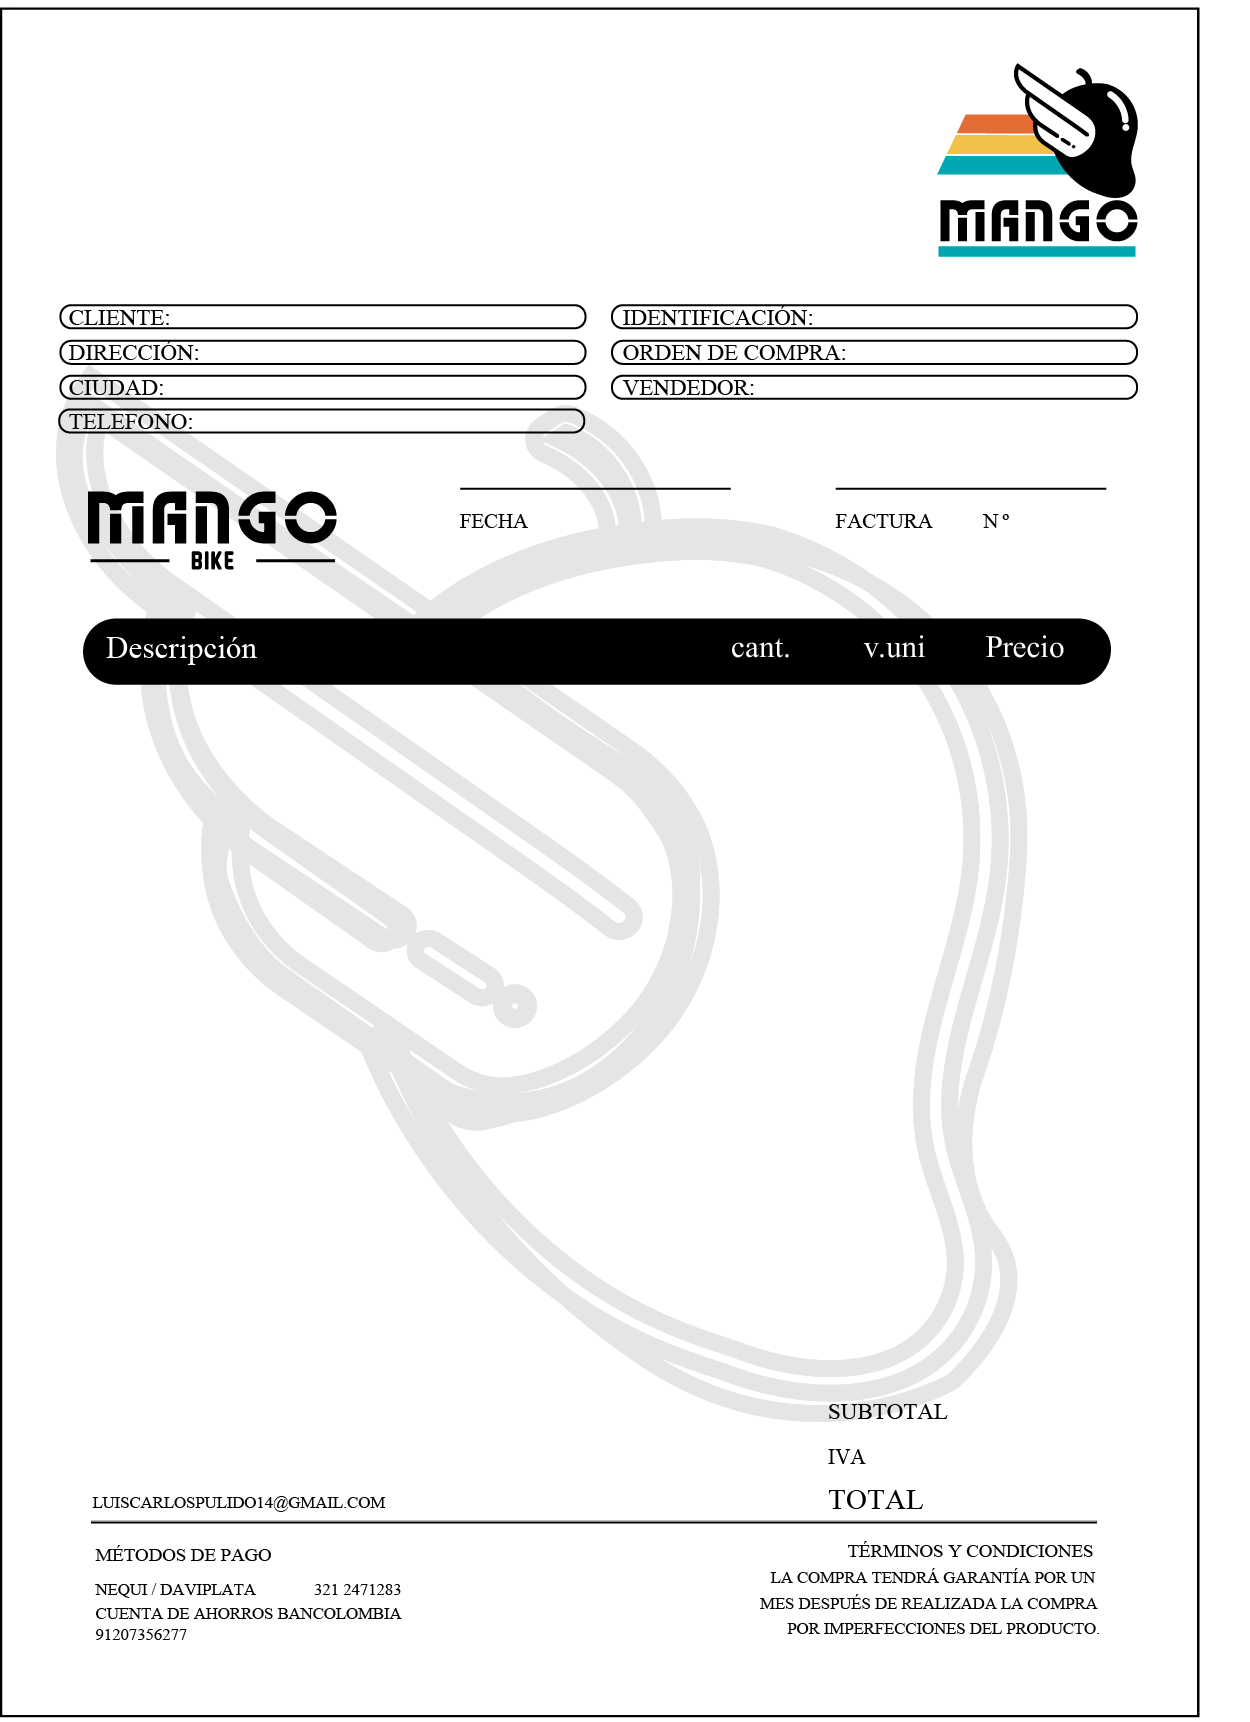 MANGO
CLIENTE:
IDENTIFICACIÓN:
DIRECCIÓN:
ORDEN DE COMPRA:
CIUDAD:
VENDEDOR:
TELEFONO:
MANGO
BIKE
FECHA
FACTURA Nº
Descripción cant. v.uni Precio
SUBTOTAL
IVA
TOTAL
LUISCARLOSPULIDO14@GMAIL.COM
MÉTODOS DE PAGO
NEQUI / DAVIPLATA 321 2471283
CUENTA DE AHORROS BANCOLOMBIA
91207356277
TÉRMINOS Y CONDICIONES
LA COMPRA TENDRÁ GARANTÍA POR UN
MES DESPUÉS DE REALIZADA LA COMPRA
POR IMPERFECCIONES DEL PRODUCTO.